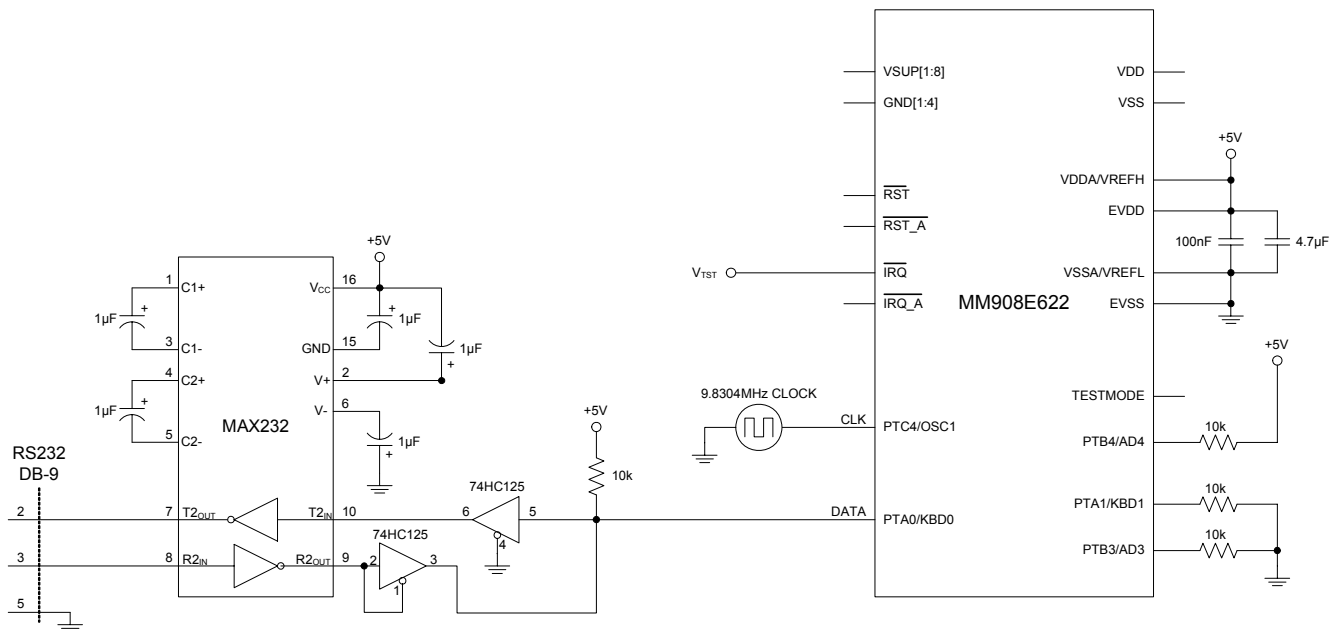 VSUP[1:8]
VDD
GND[1:4]
VSS
+5V
VDDA/VREFH
RST
EVDD
RST_A
100nF
4.7µF
+5V
VTST
IRQ
VSSA/VREFL
1
C1+
VCC
16
MM908E622
IRQ_A
EVSS
1µF
+
+
1µF
3
C1-
GND
15
1µF
+
+5V
4
C2+
V+
2
9.8304MHz CLOCK
TESTMODE
1µF
+
V-
6
+5V
MAX232
CLK
PTC4/OSC1
10k
5
C2-
1µF
+
PTB4/AD4
RS232
DB-9
10k
74HC125
10k
PTA1/KBD1
2
7
T2OUT
T2IN
10
6
5
DATA
PTA0/KBD0
4
74HC125
10k
3
8
R2IN
R2OUT
9
2
3
PTB3/AD3
1
5